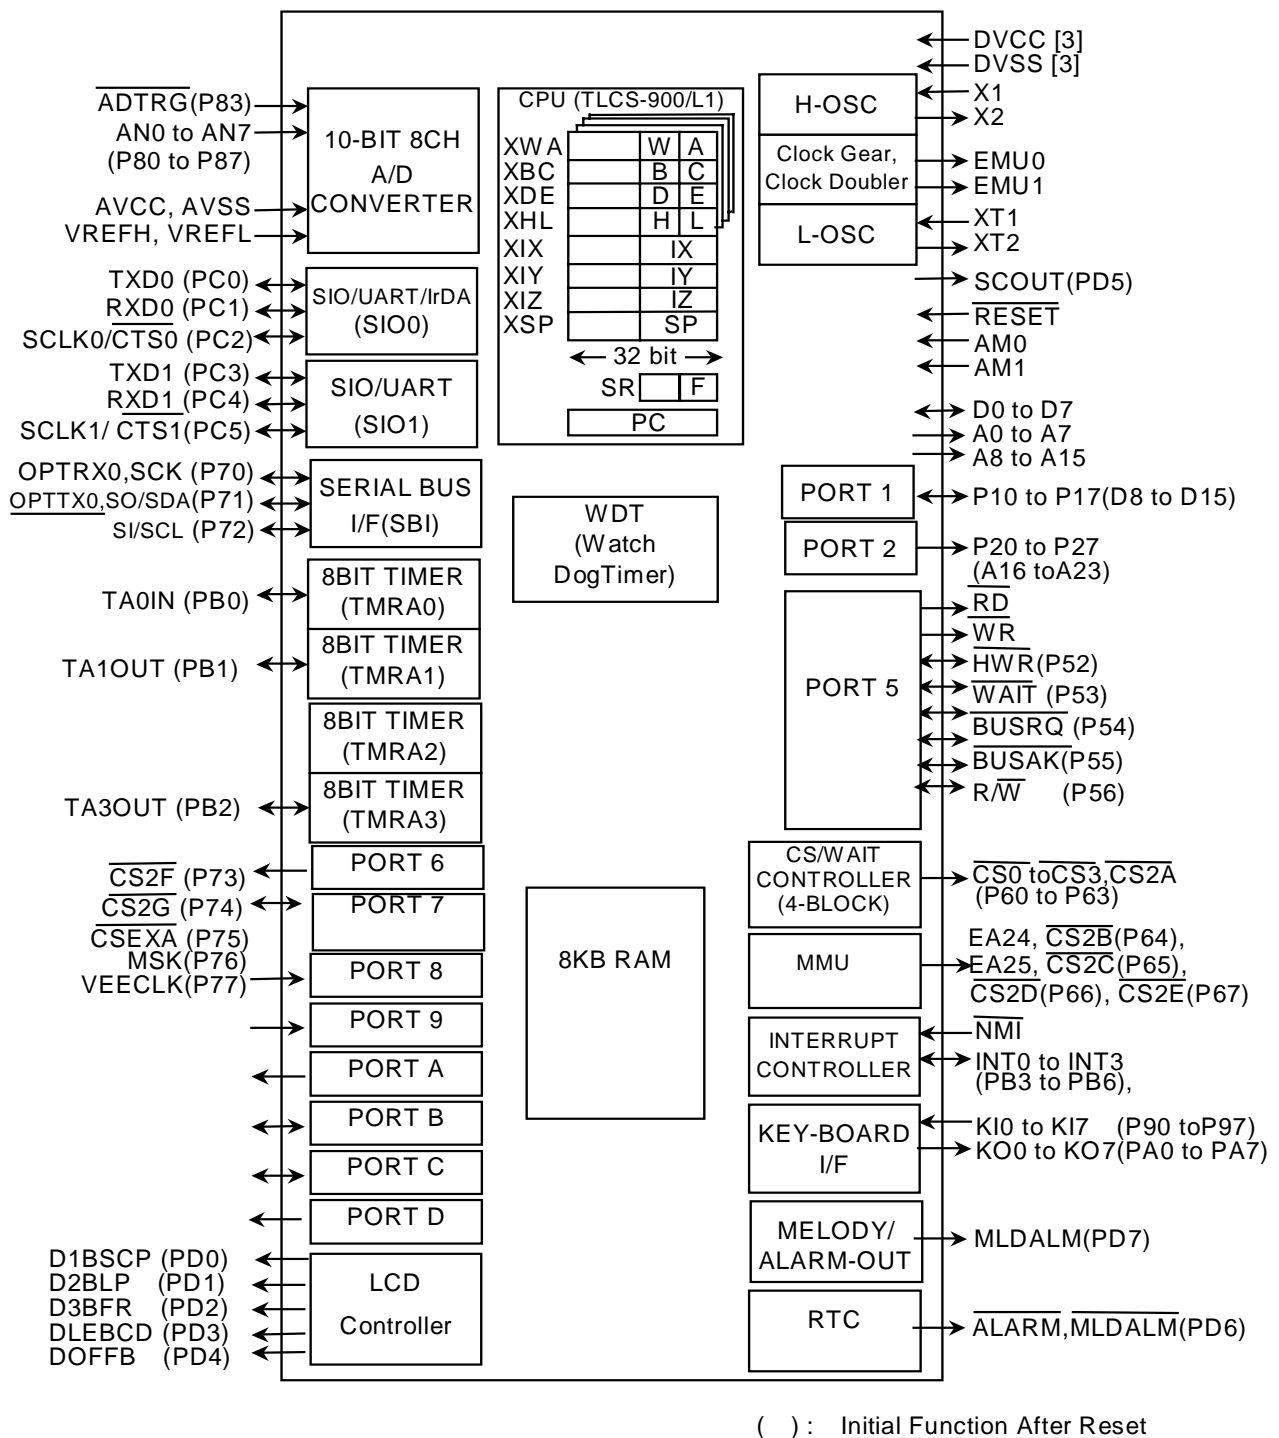 DVCC [3]
DVSS [3]
ADTRG(P83)
AN0 to AN7
(P80 to P87)
AVCC, AVSS
VREFH, VREFL
10-BIT 8CH
A/D
CONVERTER
TXD0 (PC0)
RXD0 (PC1)
SCLK0/CTS0 (PC2)
SIO/UART/IrDA
(SIO0)
TXD1 (PC3)
RXD1 (PC4)
SCLK1/ CTS1(PC5)
SIO/UART
(SIO1)
OPTRX0,SCK (P70)
OPTTX0,SO/SDA(P71)
SI/SCL (P72)
SERIAL BUS
I/F(SBI)
TA0IN (PB0)
8BIT TIMER
(TMRA0)
TA1OUT (PB1)
8BIT TIMER
(TMRA1)
8BIT TIMER
(TMRA2)
TA3OUT (PB2)
8BIT TIMER
(TMRA3)
CS2F (P73)
CS2G (P74)
CSEXA (P75)
MSK(P76)
VEECLK(P77)
PORT 6
PORT 7
PORT 8
PORT 9
PORT A
PORT B
PORT C
PORT D
D1BSCP (PD0)
D2BLP (PD1)
D3BFR (PD2)
DLEBCD (PD3)
DOFFB (PD4)
LCD
Controller
CPU (TLCS-900/L1)
XWA W A
XBC B C
XDE D E
XHL H L
XIX IX
XIY IY
XIZ IZ
XSP SP
32 bit
SR F
PC
WDT
(Watch
DogTimer)
8KB RAM
H-OSC
X1
X2
Clock Gear,
Clock Doubler
EMU0
EMU1
L-OSC
XT1
XT2
SCOUT(PD5)
RESET
AM0
AM1
D0 to D7
A0 to A7
A8 to A15
PORT 1
P10 to P17(D8 to D15)
PORT 2
P20 to P27
(A16 toA23)
PORT 5
RD
WR
HWR(P52)
WAIT (P53)
BUSRQ (P54)
BUSAK(P55)
R/W (P56)
CS/WAIT
CONTROLLER
(4-BLOCK)
CS0 toCS3,CS2A
(P60 to P63)
MMU
EA24, CS2B(P64),
EA25, CS2C(P65),
CS2D(P66), CS2E(P67)
INTERRUPT
CONTROLLER
NMI
INT0 to INT3
(PB3 to PB6),
KEY-BOARD
I/F
KI0 to KI7 (P90 toP97)
KO0 to KO7(PA0 to PA7)
MELODY/
ALARM-OUT
MLDALM(PD7)
RTC
ALARM,MLDALM(PD6)
( ) : Initial Function After Reset